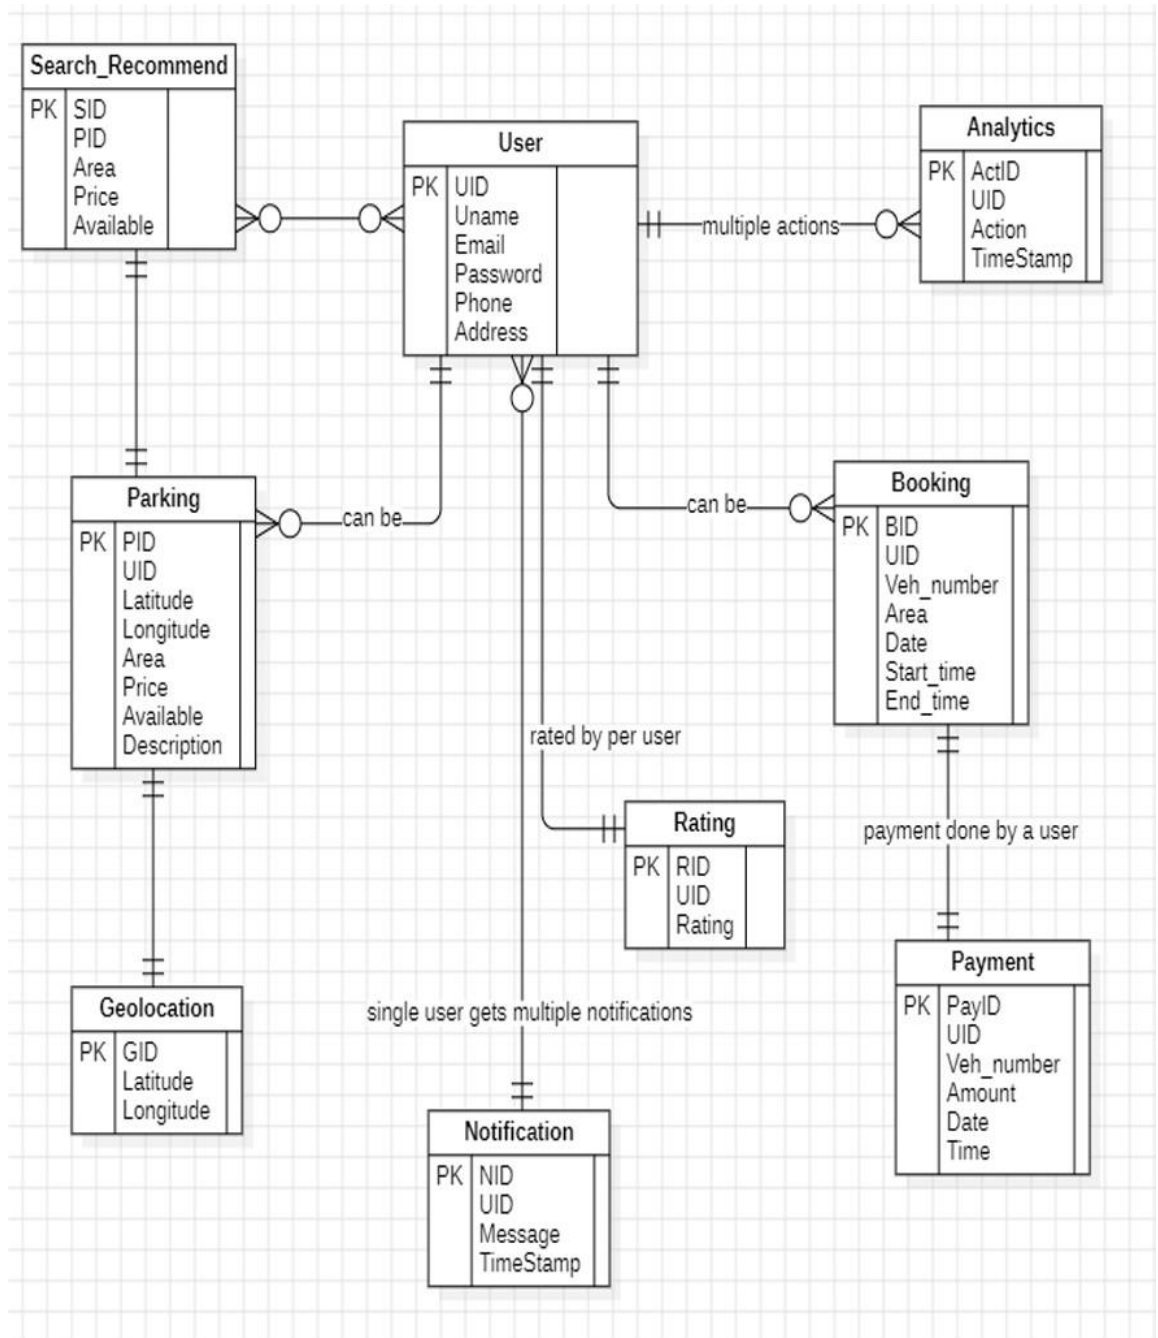 Search_Recommend
PK SID
PID
Area
Price
Available
User
PK UID
Uname
Email
Password
Phone
Address
Analytics
PK ActID
UID
Action
TimeStamp
multiple actions
Parking
PK PID
UID
Latitude
Longitude
Area
Price
Available
Description
can be
can be
Booking
PK BID
UID
Veh_number
Area
Date
Start_time
End_time
rated by per user
Rating
PK RID
UID
Rating
payment done by a user
Payment
PK PayID
UID
Veh_number
Amount
Date
Time
Geolocation
PK GID
Latitude
Longitude
single user gets multiple notifications
Notification
PK NID
UID
Message
TimeStamp